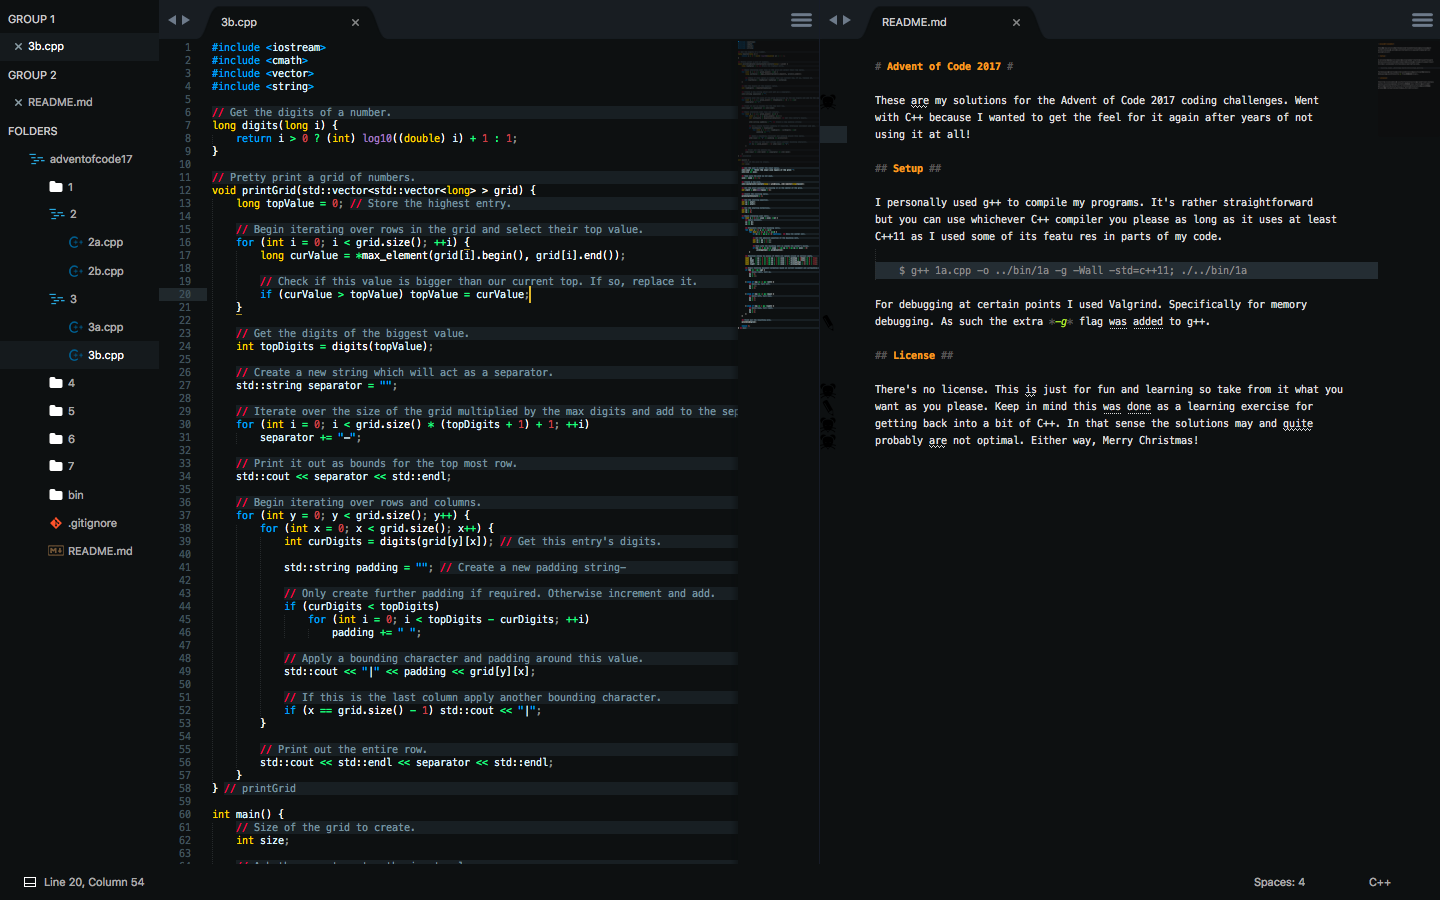 GROUP 1
3b.cpp
GROUP 2
README.md
FOLDERS
adventofcode17
1
2
2a.cpp
2b.cpp
3
3a.cpp
3b.cpp
4
5
6
7
bin
.gitignore
README.md
3b.cpp
1 #include <iostream>
2 #include <cmath>
3 #include <vector>
4 #include <string>
5
6 // Get the digits of a number.
7 long digits(long i) {
8 return i > 0 ? (int) log10((double) i) + 1 : 1;
9 }
10
11 // Pretty print a grid of numbers.
12 void printGrid(std::vector<std::vector<long> > grid) {
13 long topValue = 0; // Store the highest entry.
14
15 // Begin iterating over rows in the grid and select their top value.
16 for (int i = 0; i < grid.size(); ++i) {
17 long curValue = *max_element(grid[i].begin(), grid[i].end());
18
19 // Check if this value is bigger than our current top. If so, replace it.
20 if (curValue > topValue) topValue = curValue;
21 }
22
23 // Get the digits of the biggest value.
24 int topDigits = digits(topValue);
25
26 // Create a new string which will act as a separator.
27 std::string separator = "";
28
29 // Iterate over the size of the grid multiplied by the max digits and add to the sep
30 for (int i = 0; i < grid.size() * (topDigits + 1) + 1; ++i)
31 separator += "-";
32
33 // Print it out as bounds for the top most row.
34 std::cout << separator << std::endl;
35
36 // Begin iterating over rows and columns.
37 for (int y = 0; y < grid.size(); y++) {
38 for (int x = 0; x < grid.size(); x++) {
39 int curDigits = digits(grid[y][x]); // Get this entry's digits.
40
41 std::string padding = ""; // Create a new padding string-
42
43 // Only create further padding if required. Otherwise increment and add.
44 if (curDigits < topDigits)
45 for (int i = 0; i < topDigits - curDigits; ++i)
46 padding += " ";
47
48 // Apply a bounding character and padding around this value.
49 std::cout << "|" << padding << grid[y][x];
50
51 // If this is the last column apply another bounding character.
52 if (x == grid.size() - 1) std::cout << "|";
53 }
54
55 // Print out the entire row.
56 std::cout << std::endl << separator << std::endl;
57 }
58 } // printGrid
59
60 int main() {
61 // Size of the grid to create.
62 int size;
63
README.md
# Advent of Code 2017 #
These are my solutions for the Advent of Code 2017 coding challenges. Went
with C++ because I wanted to get the feel for it again after years of not
using it at all!
## Setup ##
I personally used g++ to compile my programs. It's rather straightforward
but you can use whichever C++ compiler you please as long as it uses at least
C++11 as I used some of its featu res in parts of my code.
$ g++ 1a.cpp -o ../bin/1a -g -Wall -std=c++11; ./../bin/1a
For debugging at certain points I used Valgrind. Specifically for memory
debugging. As such the extra *-g* flag was added to g++.
## License ##
There's no license. This is just for fun and learning so take from it what you
want as you please. Keep in mind this was done as a learning exercise for
getting back into a bit of C++. In that sense the solutions may and quite
probably are not optimal. Either way, Merry Christmas!
Line 20, Column 54
Spaces: 4
C++